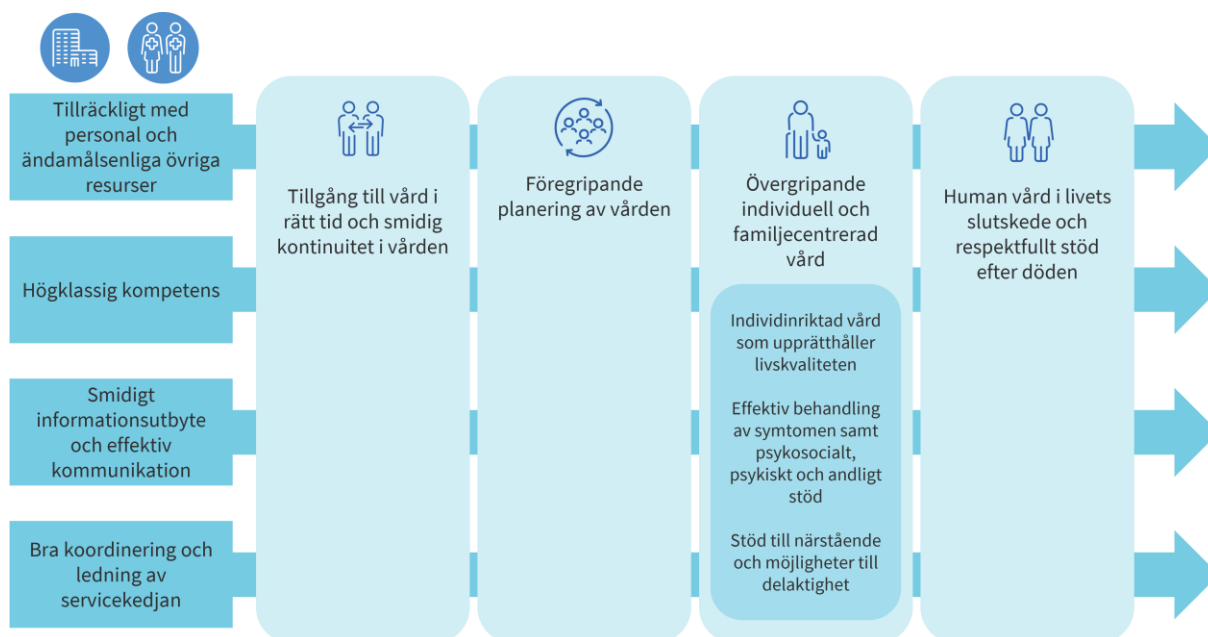 Tillräckligt med
personal och
ändamålsenliga övriga
resurser
Högklassig kompetens
Smidigt
informationsutbyte
och effektiv
kommunikation
Bra koordinering och
ledning av
servicekedjan
Tillgång till vård i
rätt tid och smidig
kontinuitet i vården
Föregripande
planering av vården
Övergripande
individuell och
familjecentrerad
vård
Individinriktad vård
som upprätthåller
livskvaliteten
Effektiv behandling
av symtomen samt
psykosocialt,
psykiskt och andligt
stöd
Stöd till närstående
och möjligheter till
delaktighet
Human vård i livets
slutskede och
respektfullt stöd
efter döden